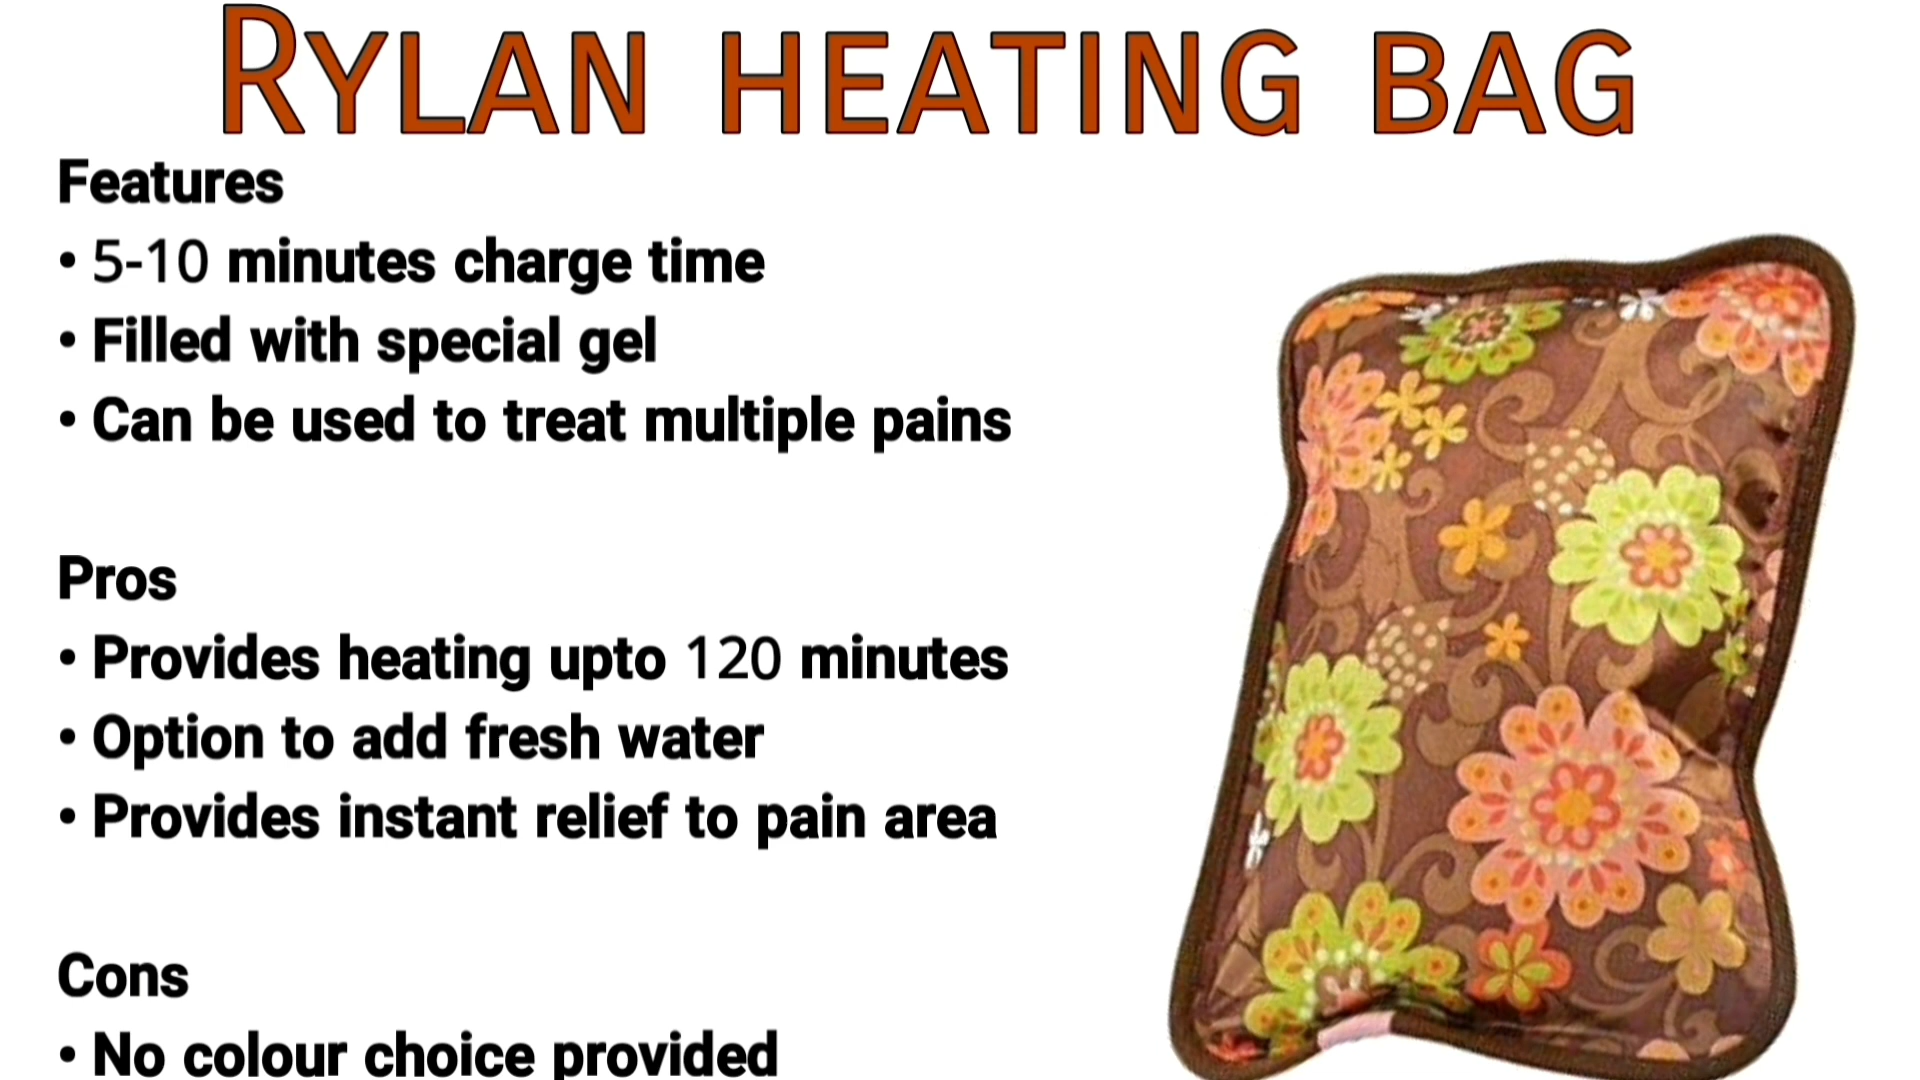 RYLAN HEATING BAG
Features
• 5-10 minutes charge time
• Filled with special gel
• Can be used to treat multiple pains
Pros
• Provides heating upto 120 minutes
• Option to add fresh water
• Provides instant relief to pain area
Cons
• No colour choice provided